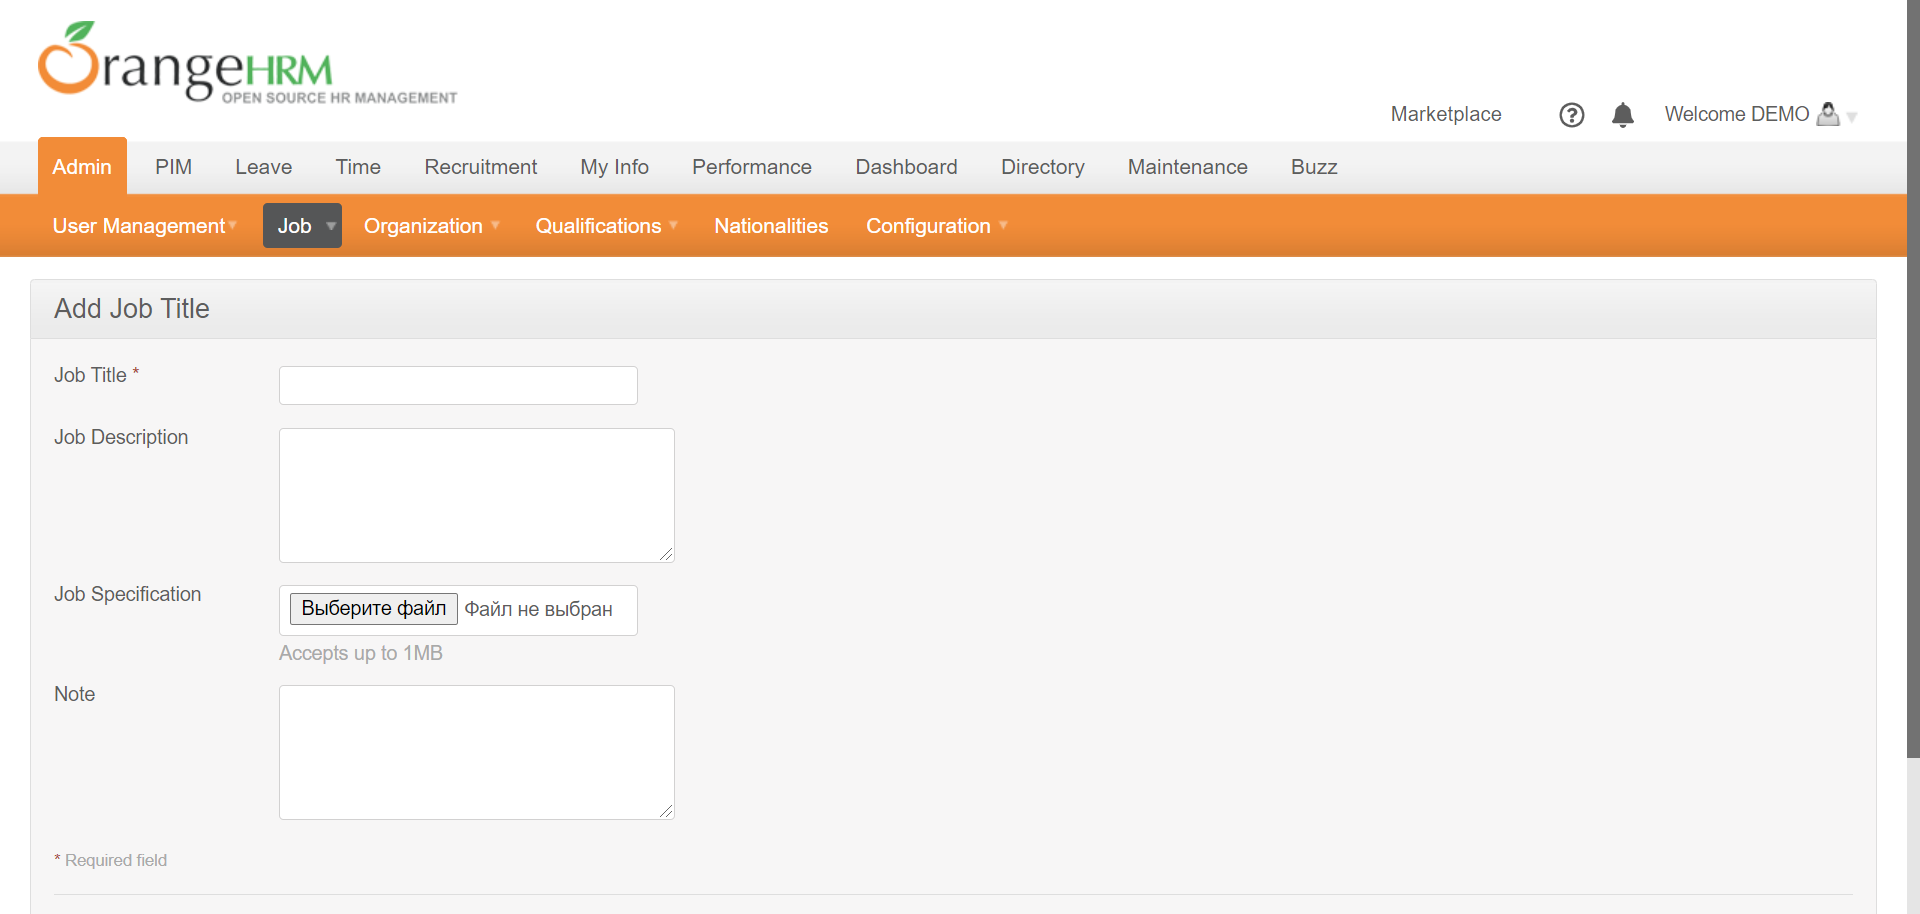 OrangeHRM
OPEN SOURCE HR MANAGEMENT
Marketplace
?
Welcome DEMO
Admin PIM Leave Time Recruitment My Info Performance Dashboard Directory Maintenance Buzz
User Management Job Organization Qualifications Nationalities Configuration
Add Job Title
Job Title *
Job Description
Job Specification
Выберите файл Файл не выбран
Accepts up to 1MB
Note
* Required field